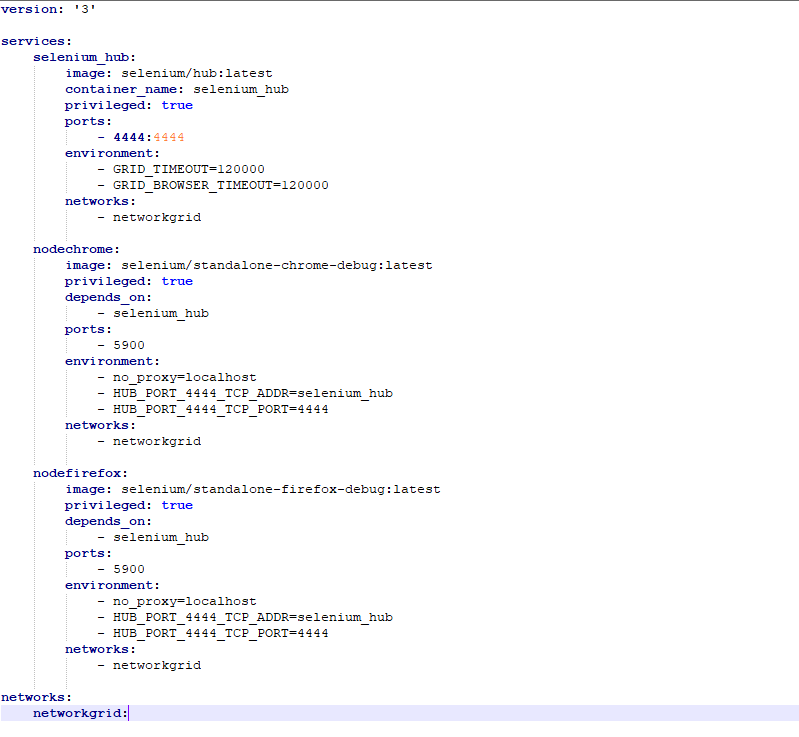 version: '3'
services:
selenium_hub:
image: selenium/hub:latest
container_name: selenium_hub
privileged: true
ports:
- 4444:4444
environment:
- GRID_TIMEOUT=120000
- GRID_BROWSER_TIMEOUT=120000
networks:
- networkgrid
nodechrome:
image: selenium/standalone-chrome-debug:latest
privileged: true
depends_on:
- selenium_hub
ports:
- 5900
environment:
- no_proxy=localhost
- HUB_PORT_4444_TCP_ADDR=selenium_hub
- HUB_PORT_4444_TCP_PORT=4444
networks:
- networkgrid
nodefirefox:
image: selenium/standalone-firefox-debug:latest
privileged: true
depends_on:
- selenium_hub
ports:
- 5900
environment:
- no_proxy=localhost
- HUB_PORT_4444_TCP_ADDR=selenium_hub
- HUB_PORT_4444_TCP_PORT=4444
networks:
- networkgrid
networks:
networkgrid: